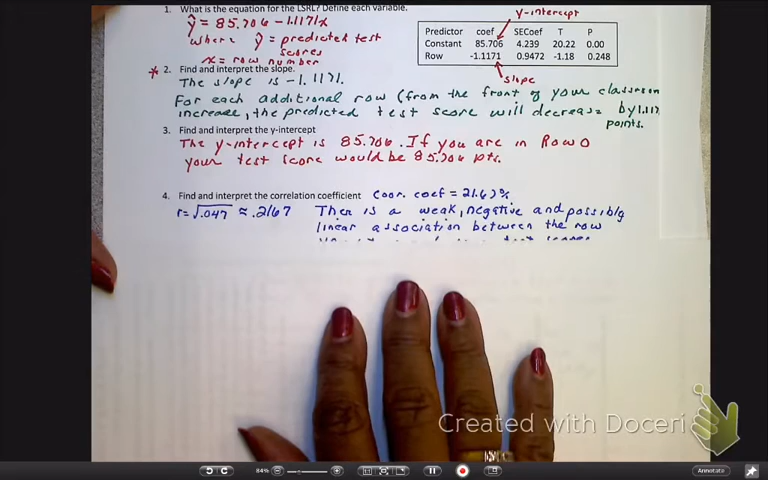 1. What is the equation for the LSRL? Define each variable.
ŷ = 85.706 - 1.1171x
where ŷ = predicted test
scores
x = row number
y-intercept
Predictor coef SECoef T P
Constant 85.706 4.239 20.22 0.00
Row -1.1171 0.9472 -1.18 0.248
slope
* 2. Find and interpret the slope.
The slope is -1.1171.
For each additional row (from the front of your classroom
increase, the predicted test score will decrease by 1.117
points.
3. Find and interpret the y-intercept
The y-intercept is 85.706. If you are in Row 0
your test score would be 85.706 pts.
4. Find and interpret the correlation coefficient (coor. coef = 21.67%
r = √.047 ≈ .2167 There is a weak, negative and possibly
linear association between the row
Created with Doceri
84%
Annotate